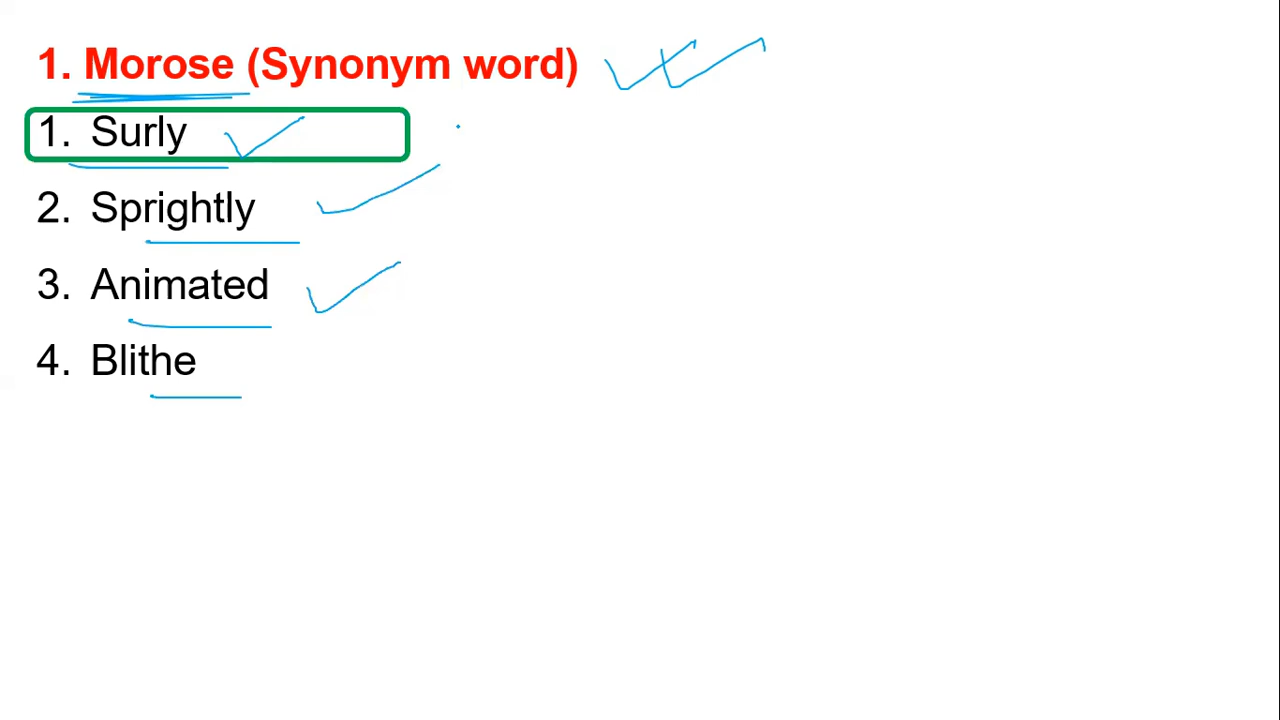 1. Morose (Synonym word)
1. Surly
2. Sprightly
3. Animated
4. Blithe